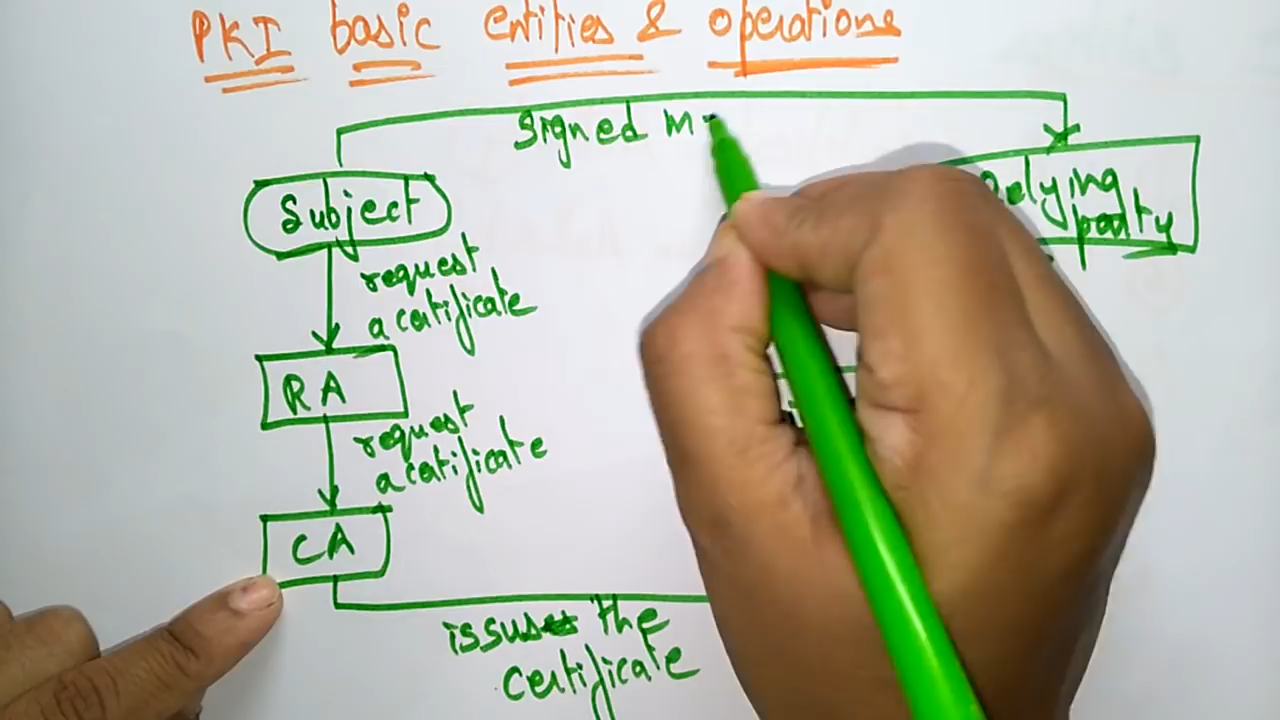 PKI basic entities & operations
signed m
Subject
Relying
party
request
a certificate
RA
request
a certificate
CA
issues the
certificate